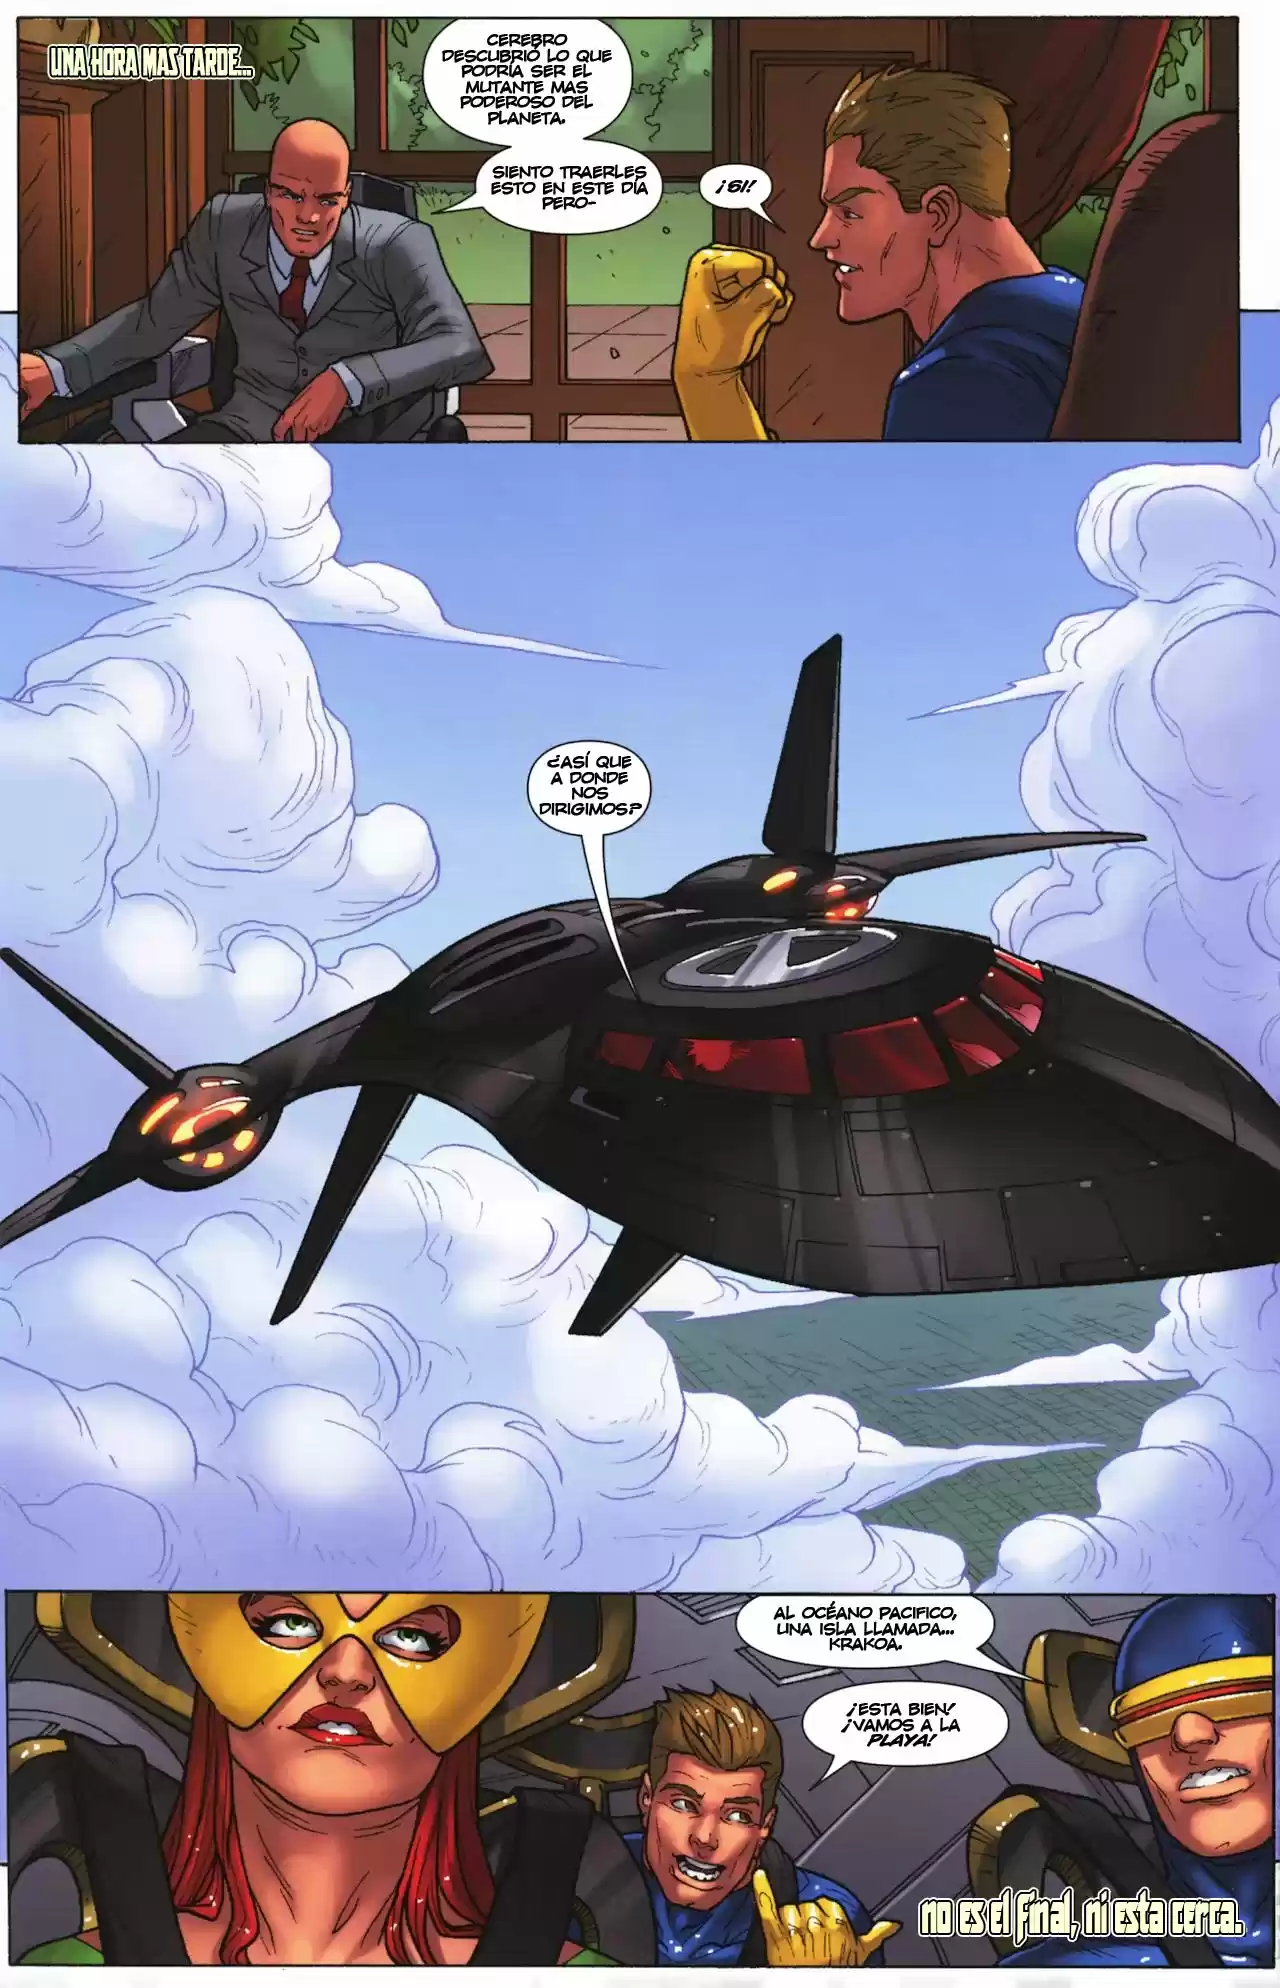 UNA HORA MAS TARDE...
CEREBRO
DESCUBRIÓ LO QUE
PODRÍA SER EL
MUTANTE MAS
PODEROSO DEL
PLANETA.
SIENTO TRAERLES
ESTO EN ESTE DÍA
PERO-
¡SI!
¿ASÍ QUE
A DONDE
NOS
DIRIGIMOS?
AL OCÉANO PACIFICO,
UNA ISLA LLAMADA...
KRAKOA.
¡ESTA BIEN!
¡VAMOS A LA
PLAYA!
no es el final, ni esta cerca.